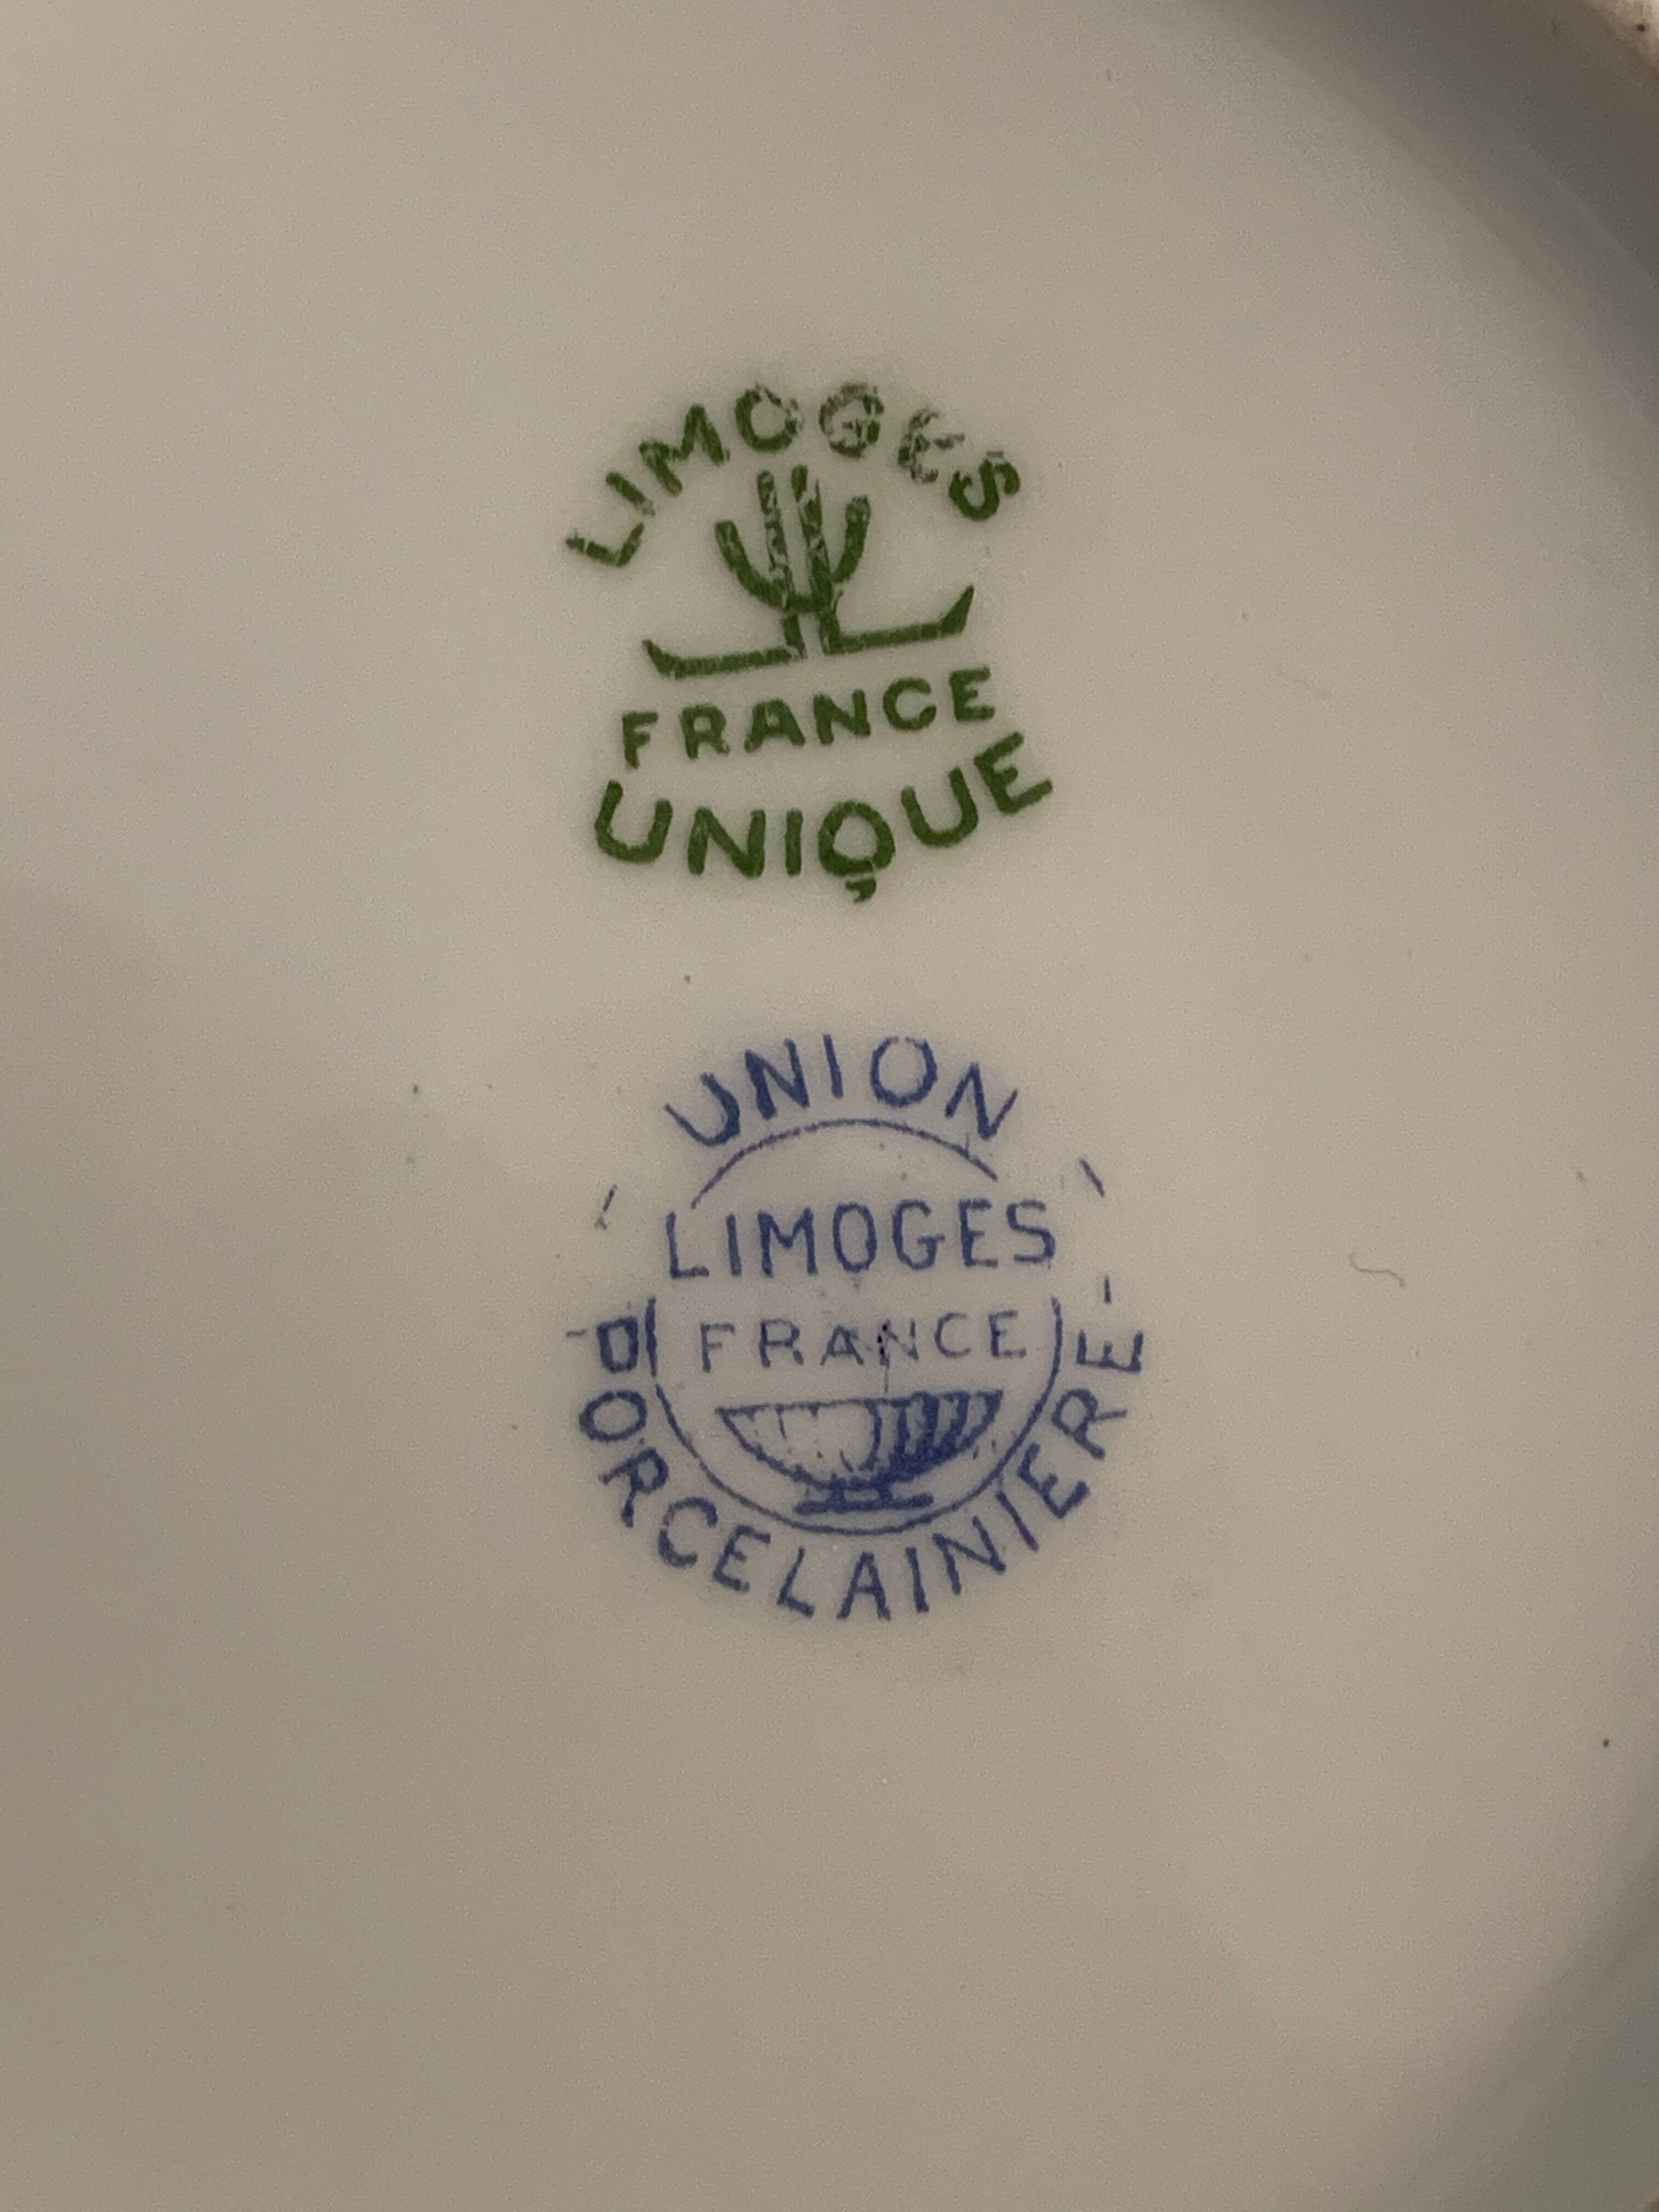 LIMOGES
FRANCE
UNIQUE
UNION
LIMOGES
FRANCE
PORCELAINIERE